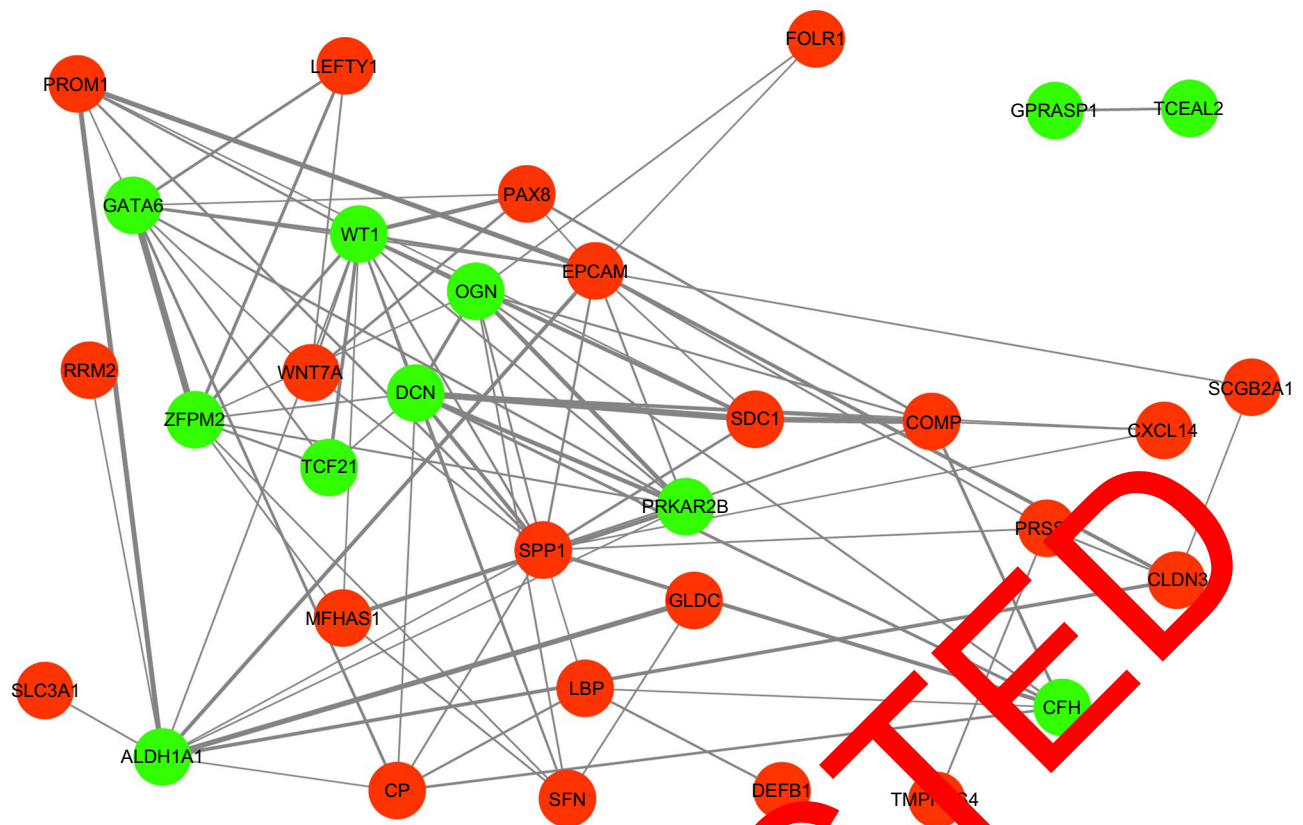 FOLR1
LEFTY1
PROM1
GPRASP1
TCEAL2
PAX8
GATA6
WT1
EPCAM
OGN
RRM2
WNT7A
DCN
SCGB2A1
ZFPM2
SDC1
COMP
CXCL14
TCF21
PRKAR2B
SPP1
CLDN3
GLDC
MFHAS1
SLC3A1
LBP
CFH
ALDH1A1
CP
SFN
DEFB1
TED